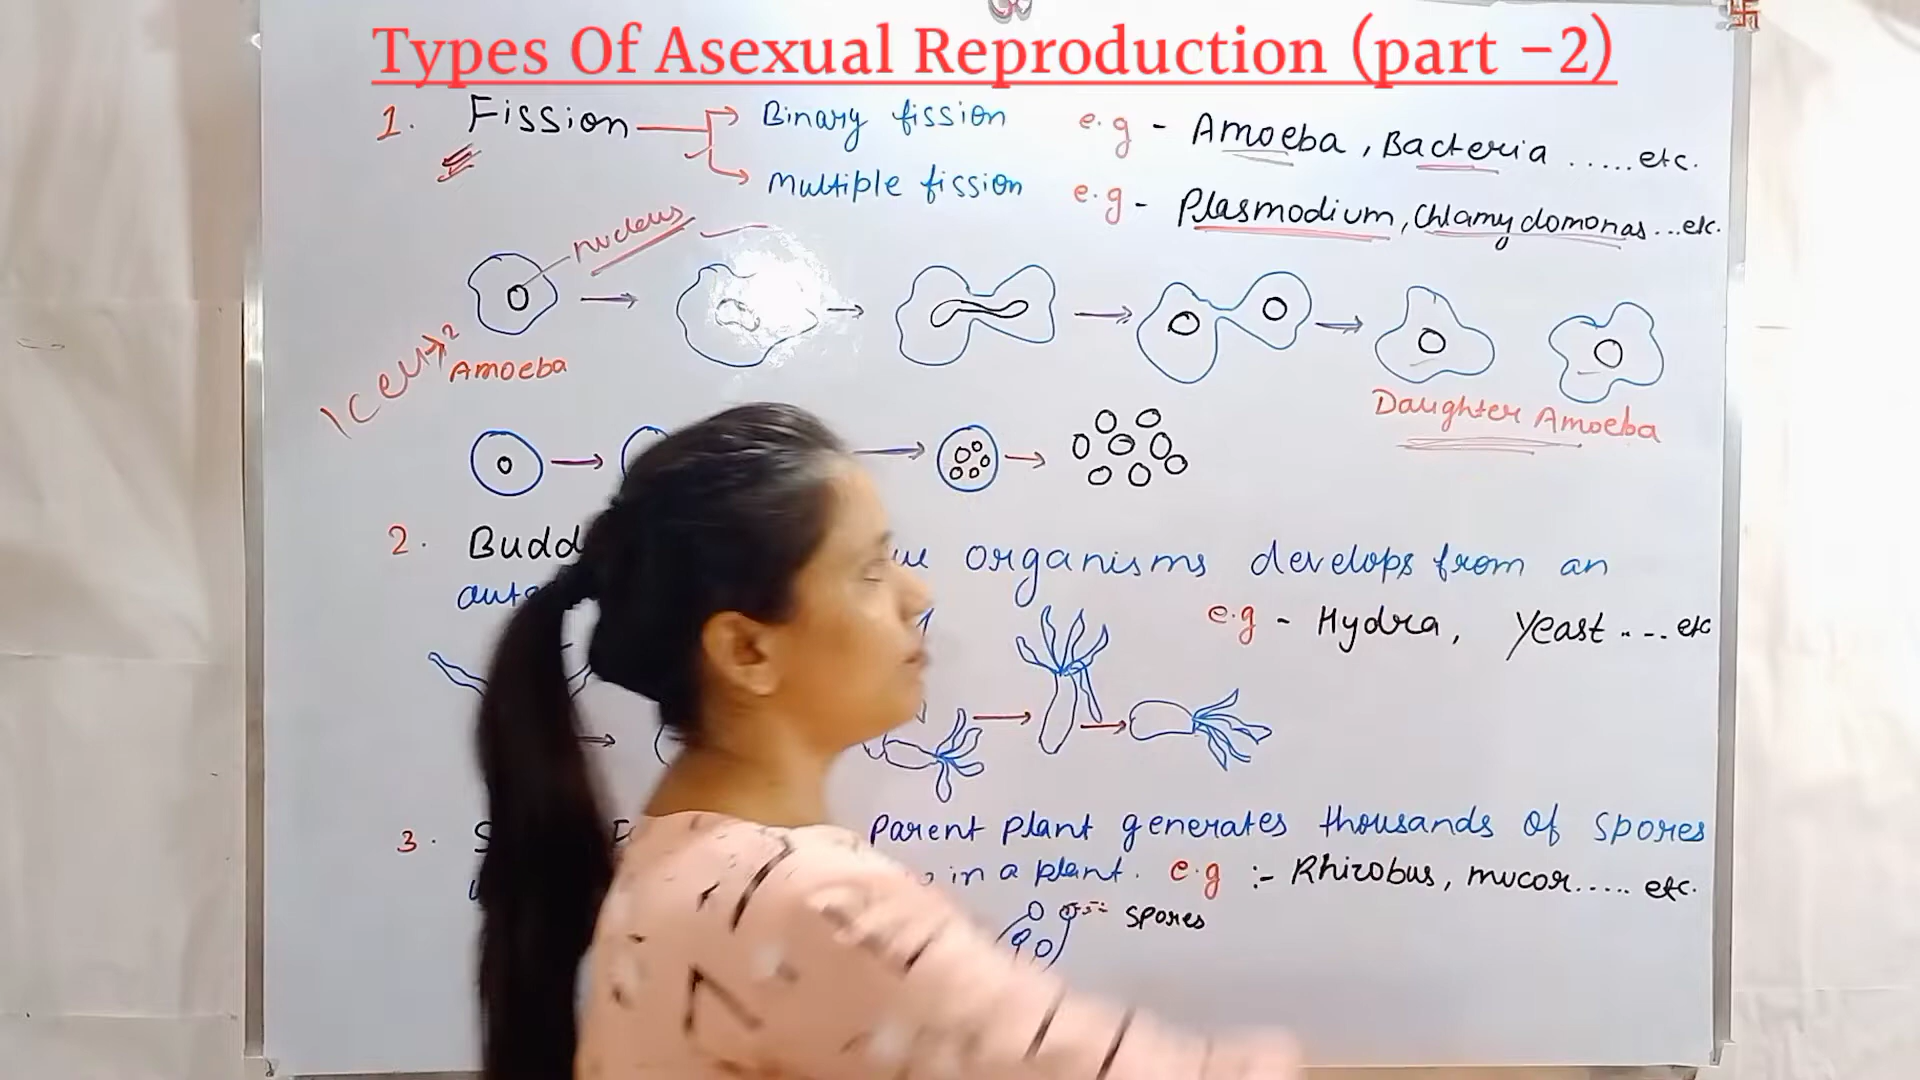 Types Of Asexual Reproduction (part -2)
1. Fission
Binary fission e.g - Amoeba, Bacteria .....etc.
Multiple fission e.g - Plasmodium, Chlamydomonas...etc.
nucleus
1 Cell→2
Amoeba
Daughter Amoeba
2. Budd organisms develops from an
e.g - Hydra, Yeast .. -- etc
3. Parent plant generates thousands of spores
in a plant. e.g :- Rhizobus, mucor..... etc.
spores